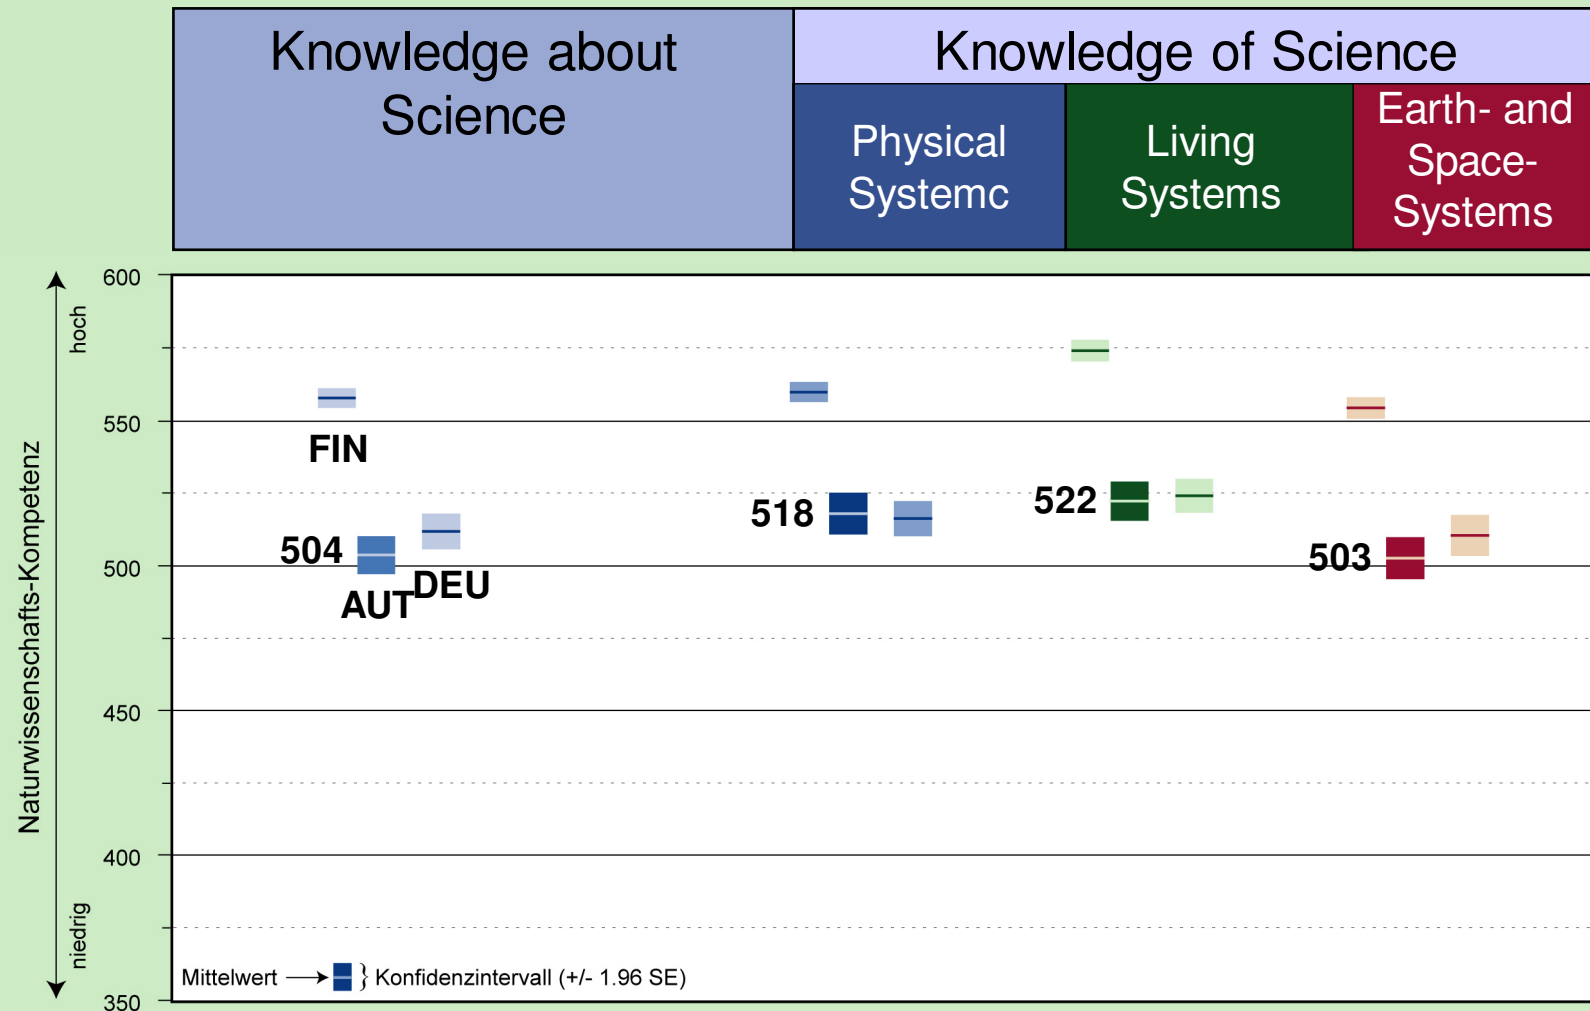 Knowledge about
Science
Knowledge of Science
Physical
Systemc
Living
Systems
Earth- and
Space-
Systems
Naturwissenschafts-Kompetenz
hoch
niedrig
600
550
500
450
400
350
FIN
504
AUT
DEU
518
522
503
Mittelwert } Konfidenzintervall (+/- 1.96 SE)